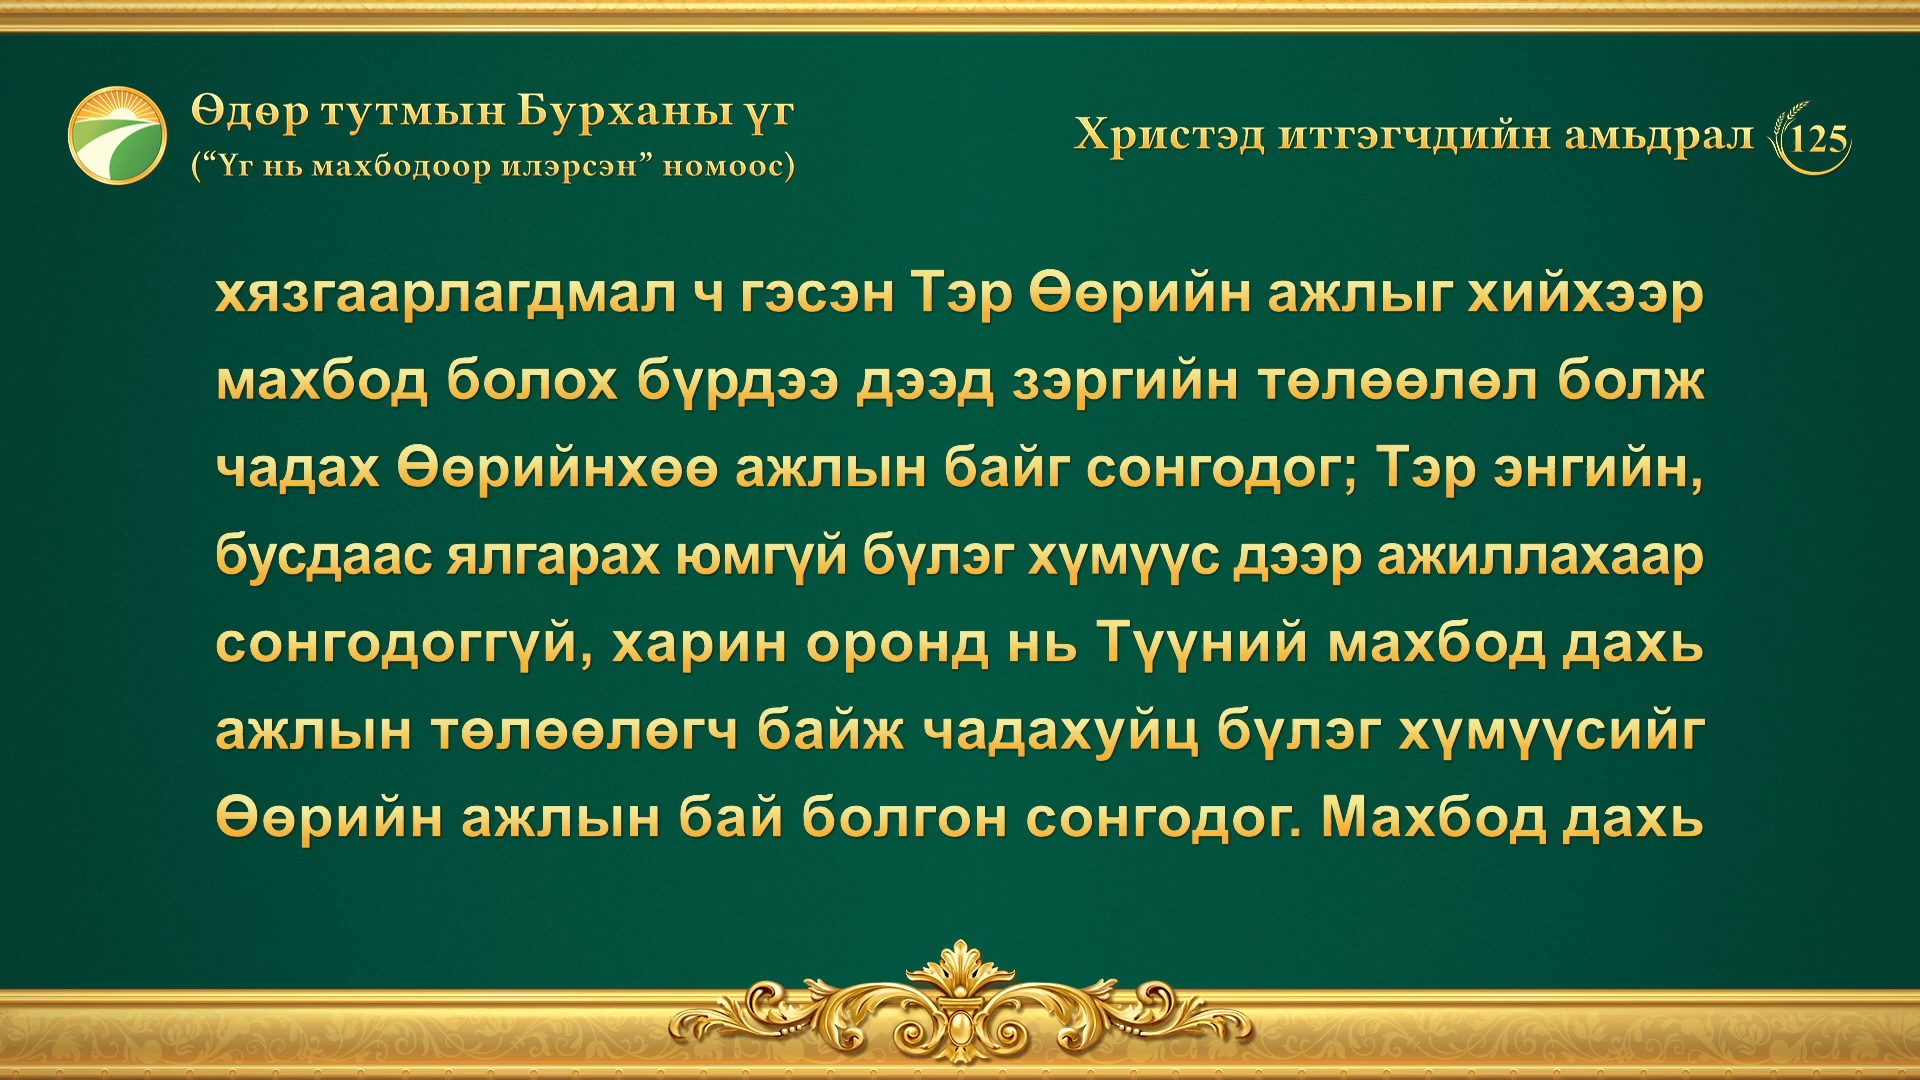 Өдөр тутмын Бурханы үг
(“Үг нь махбодоор илэрсэн” номоос)
Христэд итгэгчдийн амьдрал 125
хязгаарлагдмал ч гэсэн Тэр Өөрийн ажлыг хийхээр
махбод болох бүрдээ дээд зэргийн төлөөлөл болж
чадах Өөрийнхөө ажлын байг сонгодог; Тэр энгийн,
бусдаас ялгарах юмгүй бүлэг хүмүүс дээр ажиллахаар
сонгодоггүй, харин оронд нь Түүний махбод дахь
ажлын төлөөлөгч байж чадахуйц бүлэг хүмүүсийг
Өөрийн ажлын бай болгон сонгодог. Махбод дахь